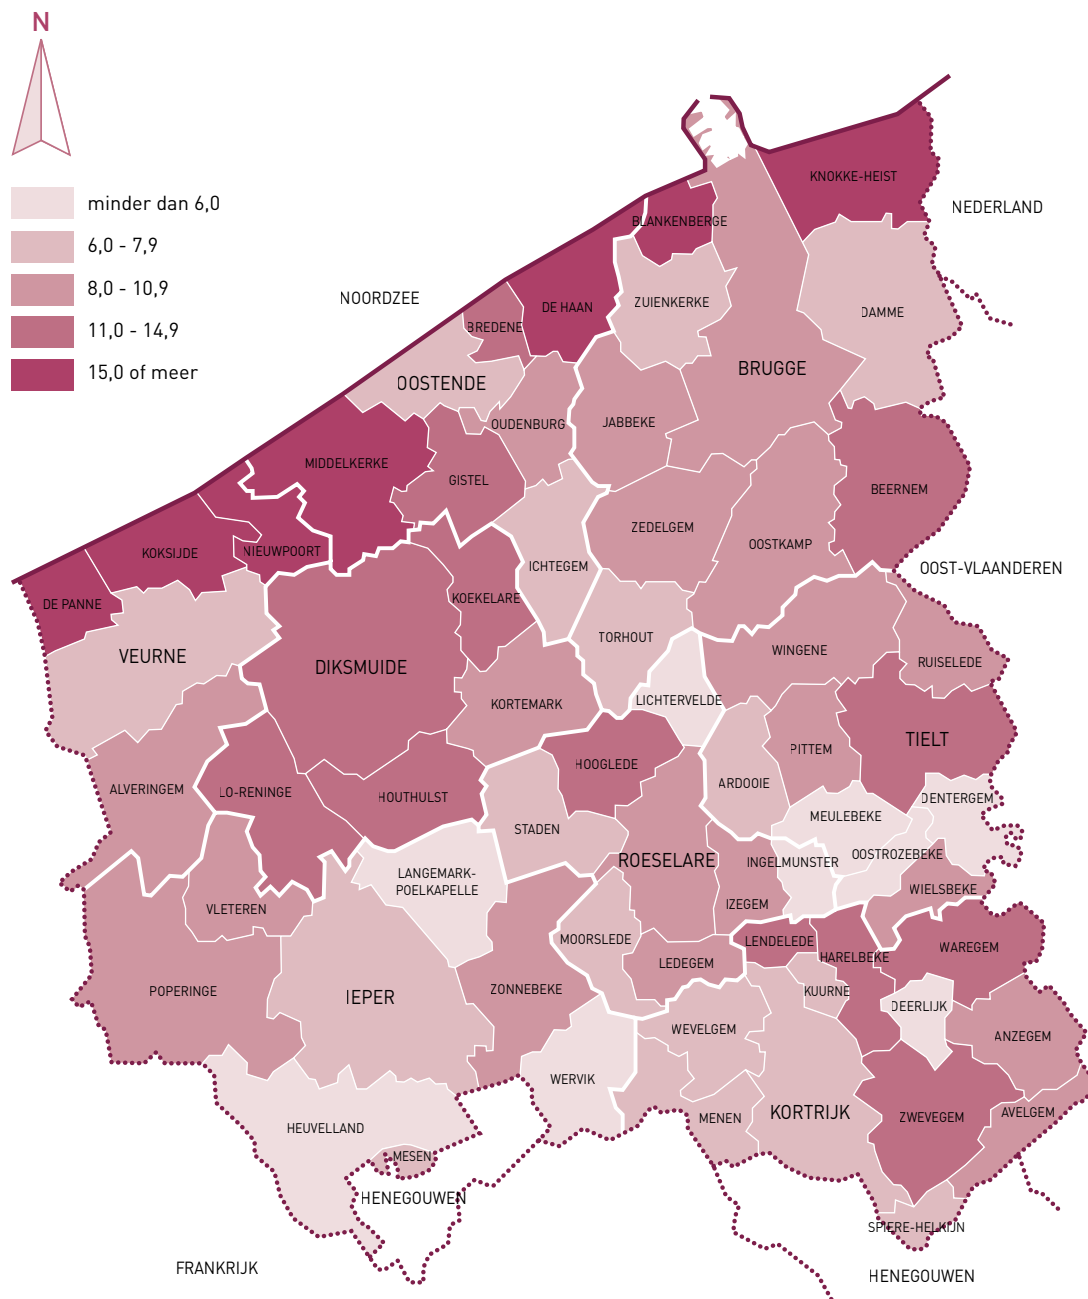 N
minder dan 6,0
6,0 - 7,9
8,0 - 10,9
11,0 - 14,9
15,0 of meer
KNOKKE-HEIST
NEDERLAND
BLANKENBERGE
NOORDZEE
ZUIENKERKE
DE HAAN
DAMME
BREDENE
BRUGGE
OOSTENDE
OUDENBURG
JABBEKE
MIDDELKERKE
GISTEL
BEERNEM
ZEDELGEM
OOSTKAMP
KOKSIJDE
NIEUWPOORT
ICHTEGEM
OOST-VLAANDEREN
DE PANNE
KOEKELARE
TORHOUT
VEURNE
WINGENE
RUISELEDE
DIKSMUIDE
KORTEMARK
LICHTERVELDE
TIELT
PITTEM
HOOGLEDE
ARDOOIE
ALVERINGEM
LO-RENINGE
HOUTHULST
DENTERGEM
MEULEBEKE
STADEN
OOSTROZEBEKE
ROESELARE
INGELMUNSTER
LANGEMARK-
POELKAPELLE
WIELSBEKE
IZEGEM
VLETEREN
MOORSLEDE
LENDELEDE
WAREGEM
HARELBEKE
LEDEGEM
POPERINGE
IEPER
ZONNEBEKE
KUURNE
DEERLIJK
WEVELGEM
ANZEGEM
WERVIK
KORTRIJK
AVELGEM
MENEN
ZWEVEGEM
HEUVELLAND
MESEN
HENEGOUWEN
SPIERE-HELKIJN
FRANKRIJK
HENEGOUWEN